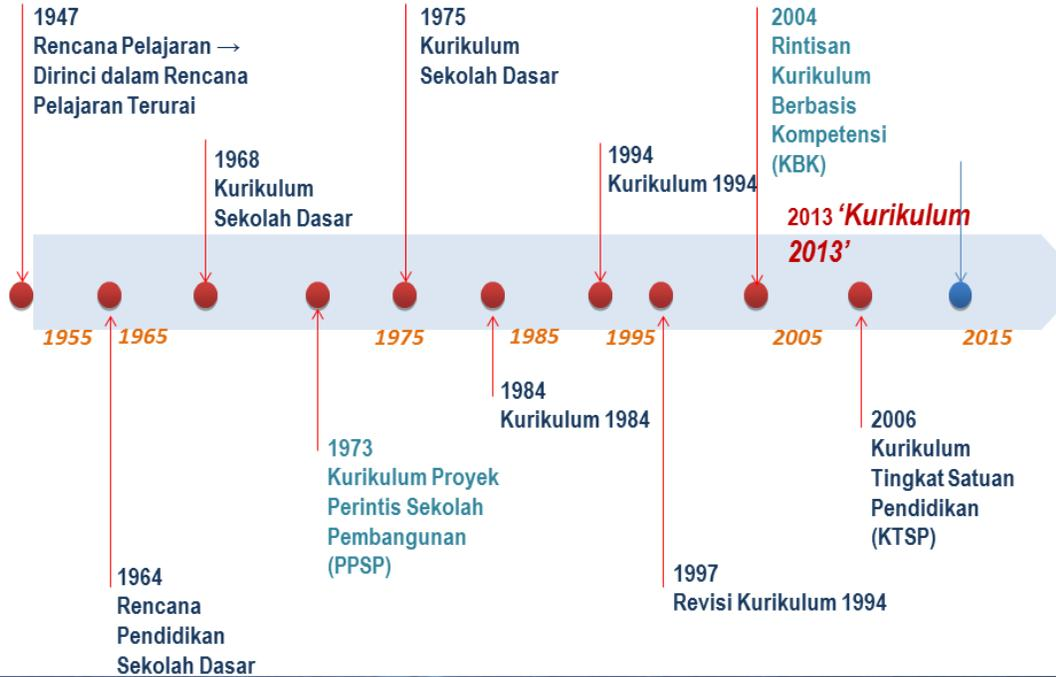 1947
Rencana Pelajaran →
Dirinci dalam Rencana
Pelajaran Terurai
1975
Kurikulum
Sekolah Dasar
2004
Rintisan
Kurikulum
Berbasis
Kompetensi
(KBK)
1968
Kurikulum
Sekolah Dasar
1994
Kurikulum 1994
2013 ‘Kurikulum
2013’
1955
1965
1975
1985
1995
2005
2015
1984
Kurikulum 1984
1973
Kurikulum Proyek
Perintis Sekolah
Pembangunan
(PPSP)
2006
Kurikulum
Tingkat Satuan
Pendidikan
(KTSP)
1964
Rencana
Pendidikan
Sekolah Dasar
1997
Revisi Kurikulum 1994